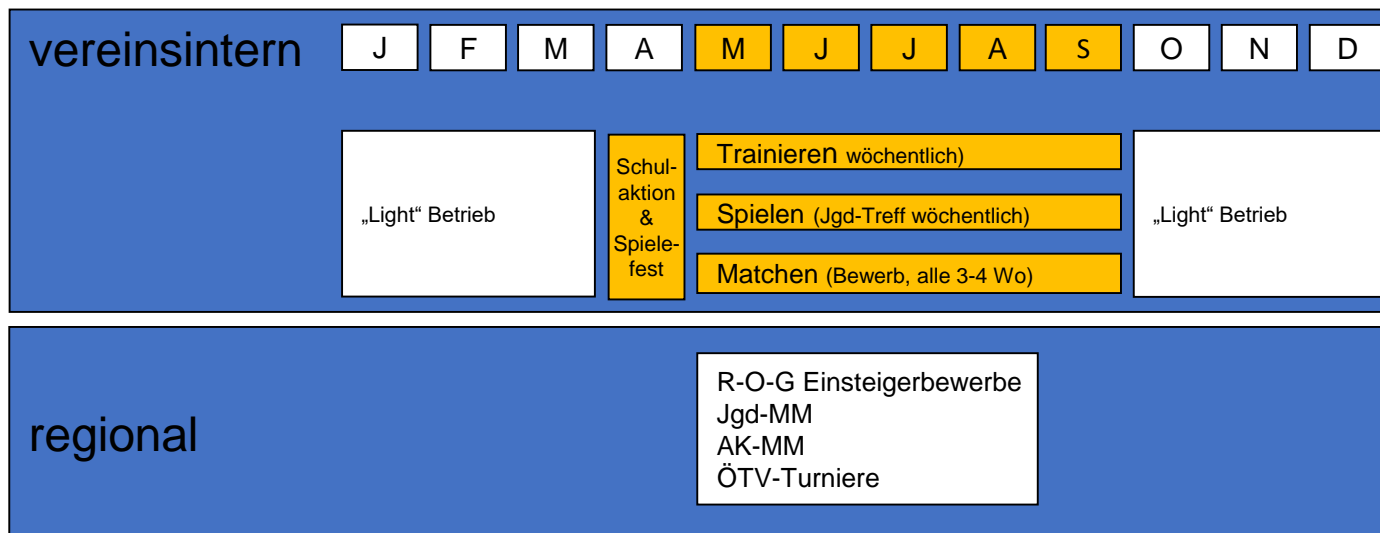 vereinsintern
J F M A M J J A S O N D
„Light“ Betrieb
Schul-
aktion
&
Spiele-
fest
Trainieren wöchentlich)
Spielen (Jgd-Treff wöchentlich)
Matchen (Bewerb, alle 3-4 Wo)
„Light“ Betrieb
regional
R-O-G Einsteigerbewerbe
Jgd-MM
AK-MM
ÖTV-Turniere